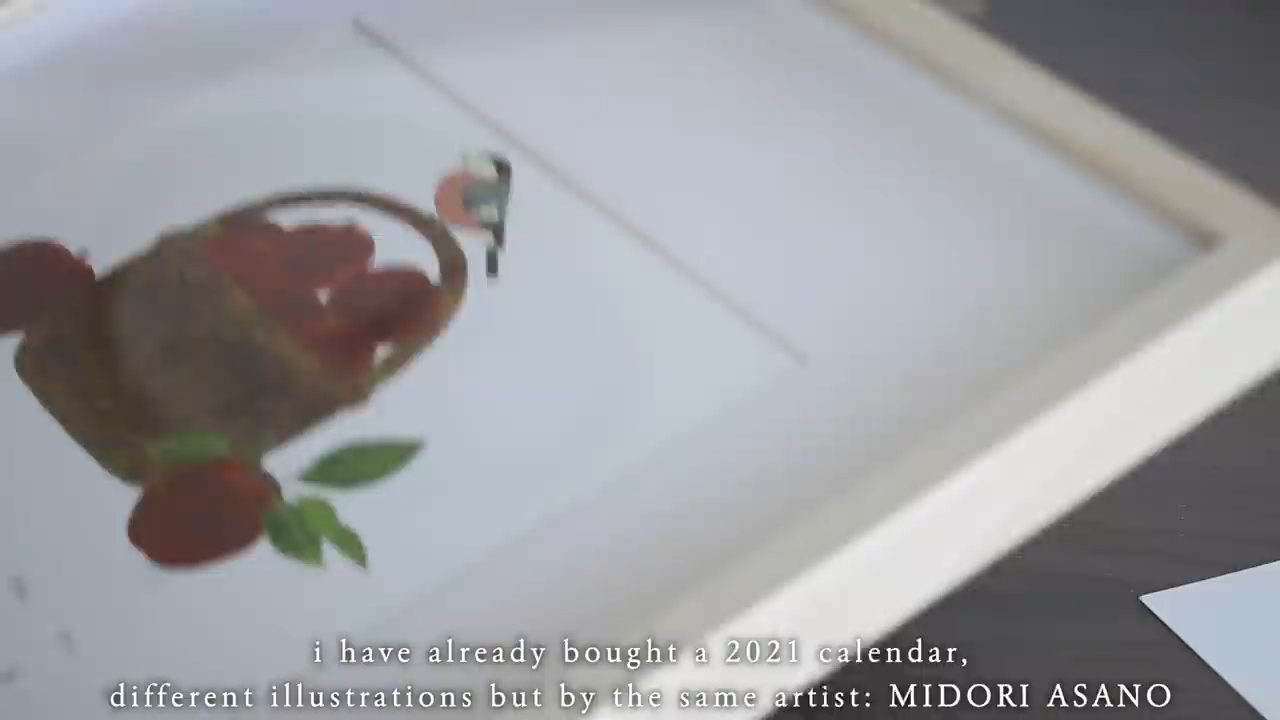 i have already bought a 2021 calendar,
different illustrations but by the same artist: MIDORI ASANO